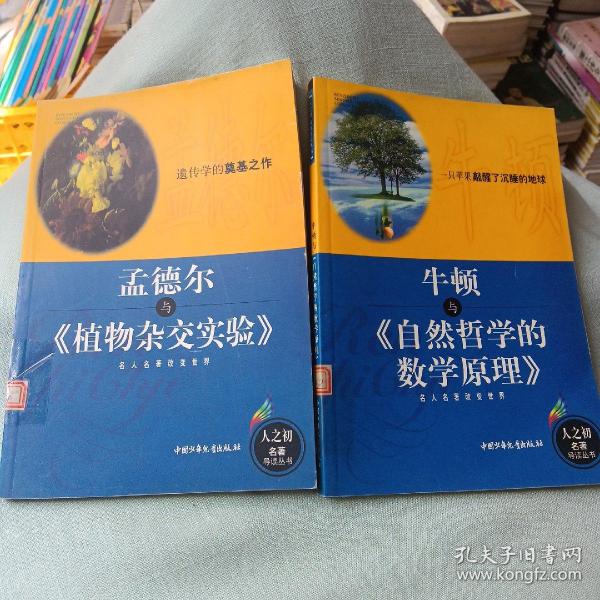 遗传学的奠基之作
孟德尔
与
《植物杂交实验》
名人名著改变世界
中国少年儿童出版社
人之初
名著
导读丛书
牛顿
一只苹果敲醒了沉睡的地球
牛顿
与
《自然哲学的
数学原理》
名人名著改变世界
中国少年儿童出版社
人之初
名著
导读丛书
孔夫子旧书网
www.kongfz.com